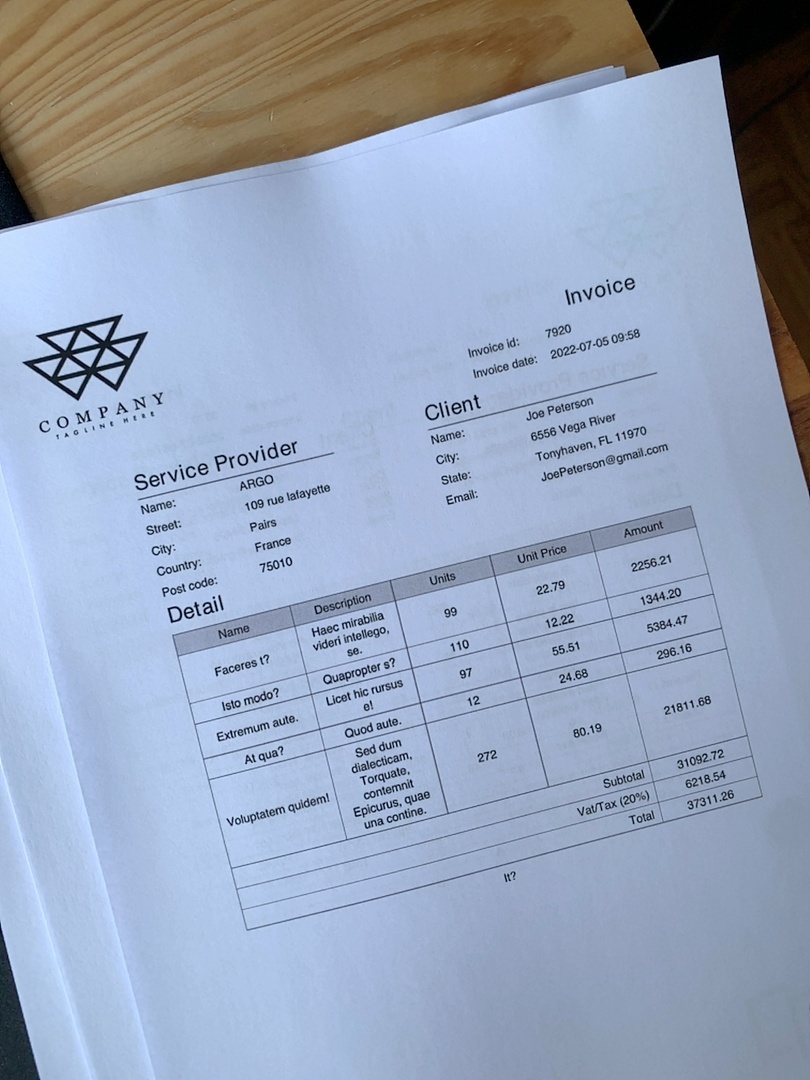 COMPANY
TAGLINE HERE
Invoice
Invoice id: 7920
Invoice date: 2022-07-05 09:58
Service Provider
Name: ARGO
Street: 109 rue lafayette
City: Pairs
Country: France
Post code: 75010
Client
Name: Joe Peterson
City: 6556 Vega River
State: Tonyhaven, FL 11970
Email: JoePeterson@gmail.com
Detail
Name Description Units Unit Price Amount
Faceres t? Haec mirabilia 99 22.79 2256.21
videri intellego,
se.
Isto modo? Quapropter s? 110 12.22 1344.20
Extremum aute. Licet hic rursus 97 55.51 5384.47
e!
At qua? Quod aute. 12 24.68 296.16
Voluptatem quidem! Sed dum 272 80.19 21811.68
dialecticam,
Torquate,
contemnit
Epicurus, quae
una contine.
Subtotal 31092.72
Vat/Tax (20%) 6218.54
Total 37311.26
It?